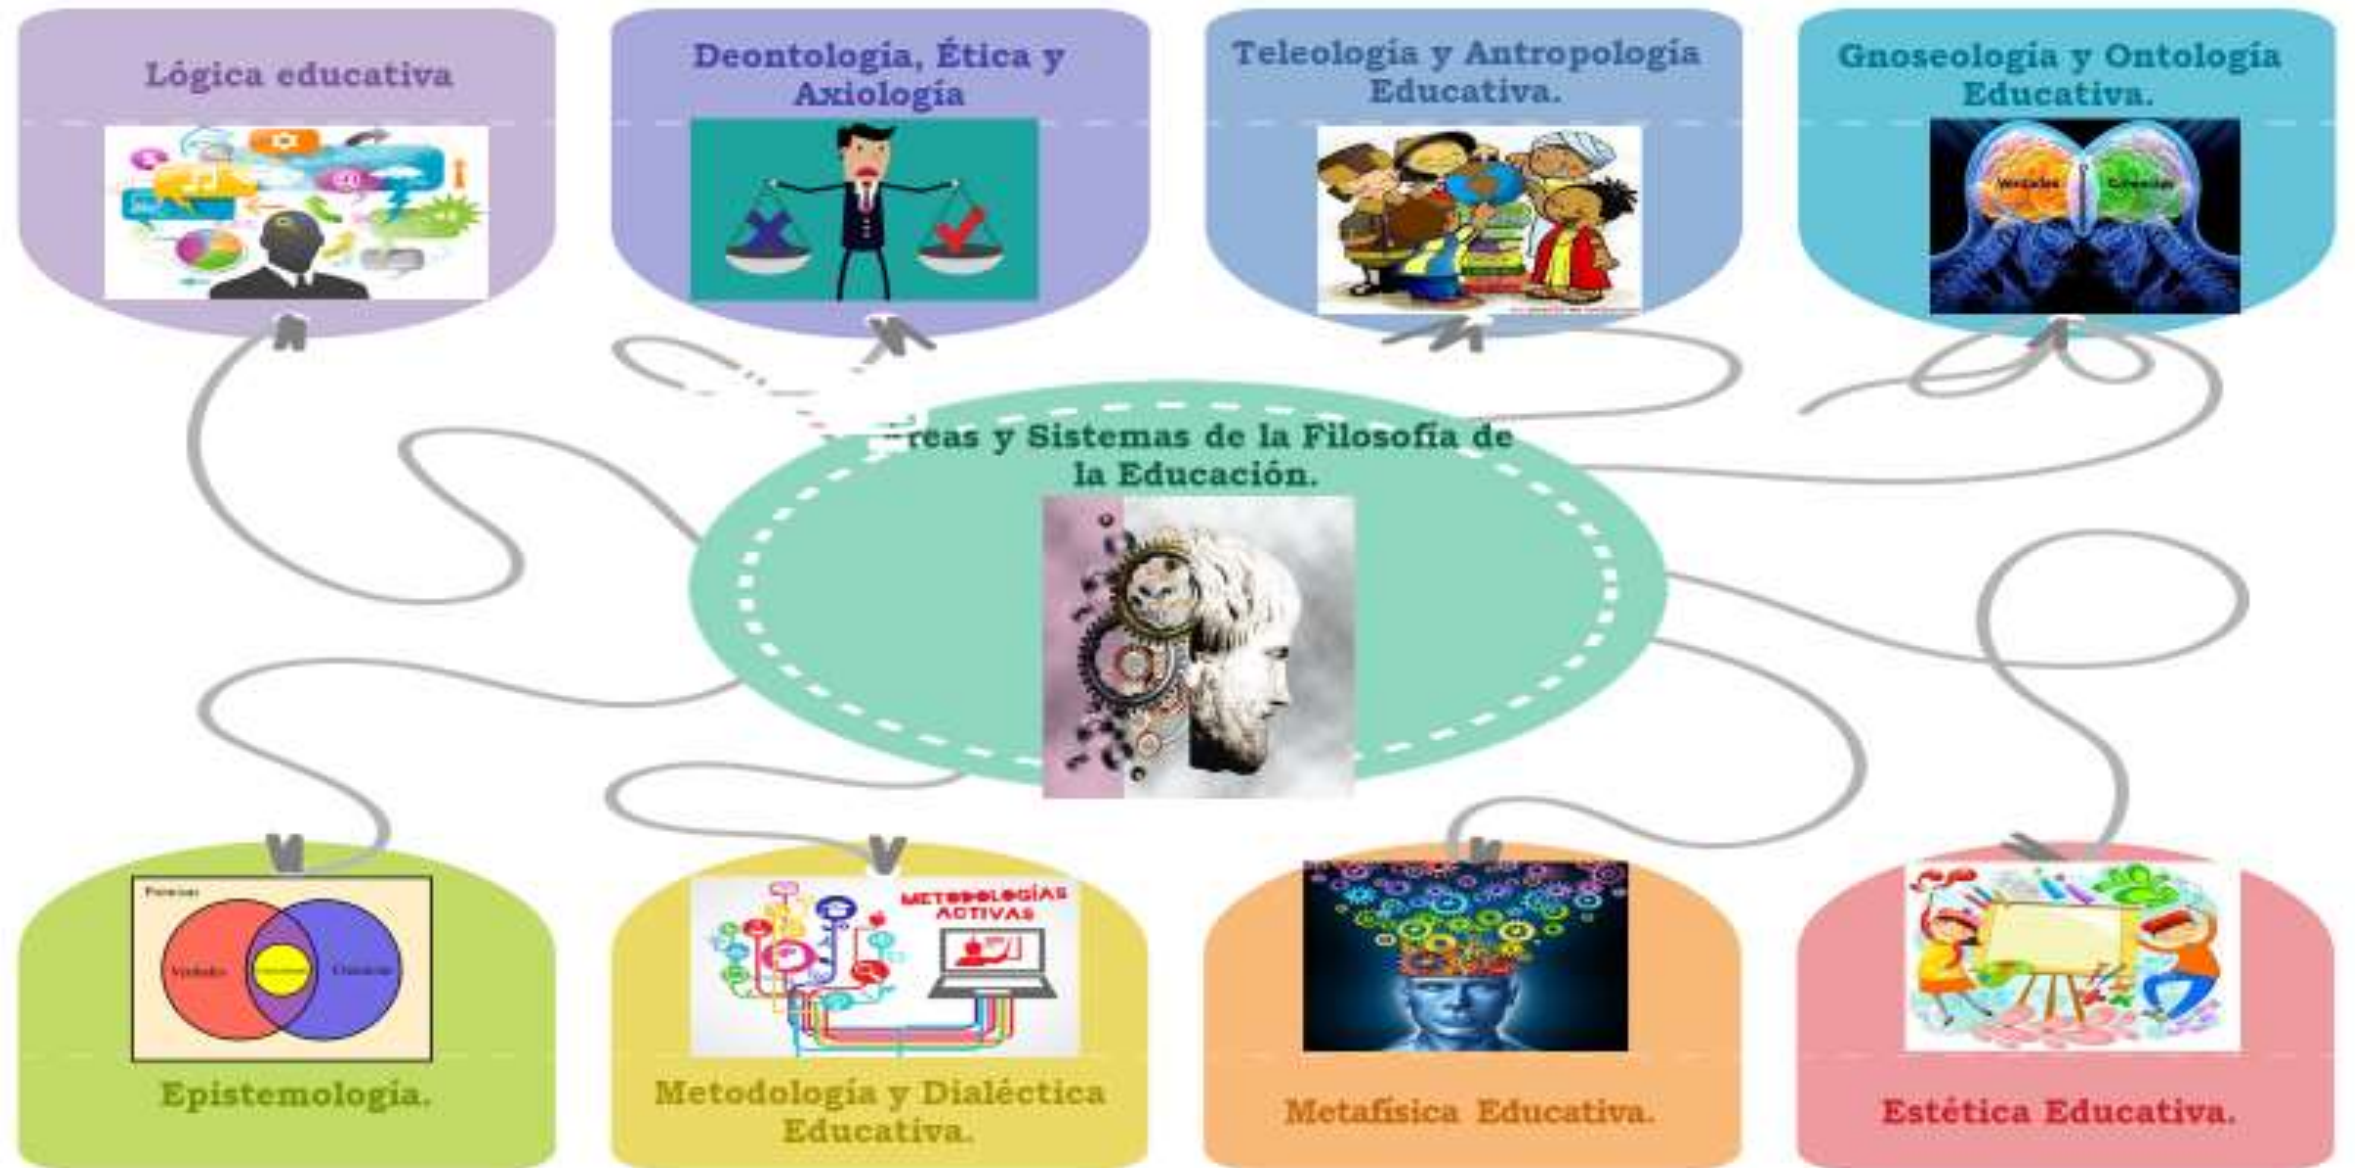 Lógica educativa
Deontología, Ética y
Axiología
Teleología y Antropología
Educativa.
Gnoseología y Ontología
Educativa.
reas y Sistemas de la Filosofía de
la Educación.
METODOLOGÍAS
ACTIVAS
Epistemología.
Metodología y Dialéctica
Educativa.
Metafísica Educativa.
Estética Educativa.